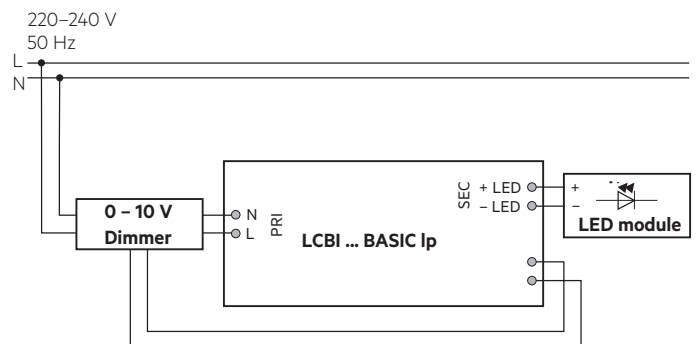 220–240 V
50 Hz
L
N
0 – 10 V
Dimmer
N
L
PRI
LCBI ... BASIC lp
SEC
+ LED
– LED
+
–
LED module